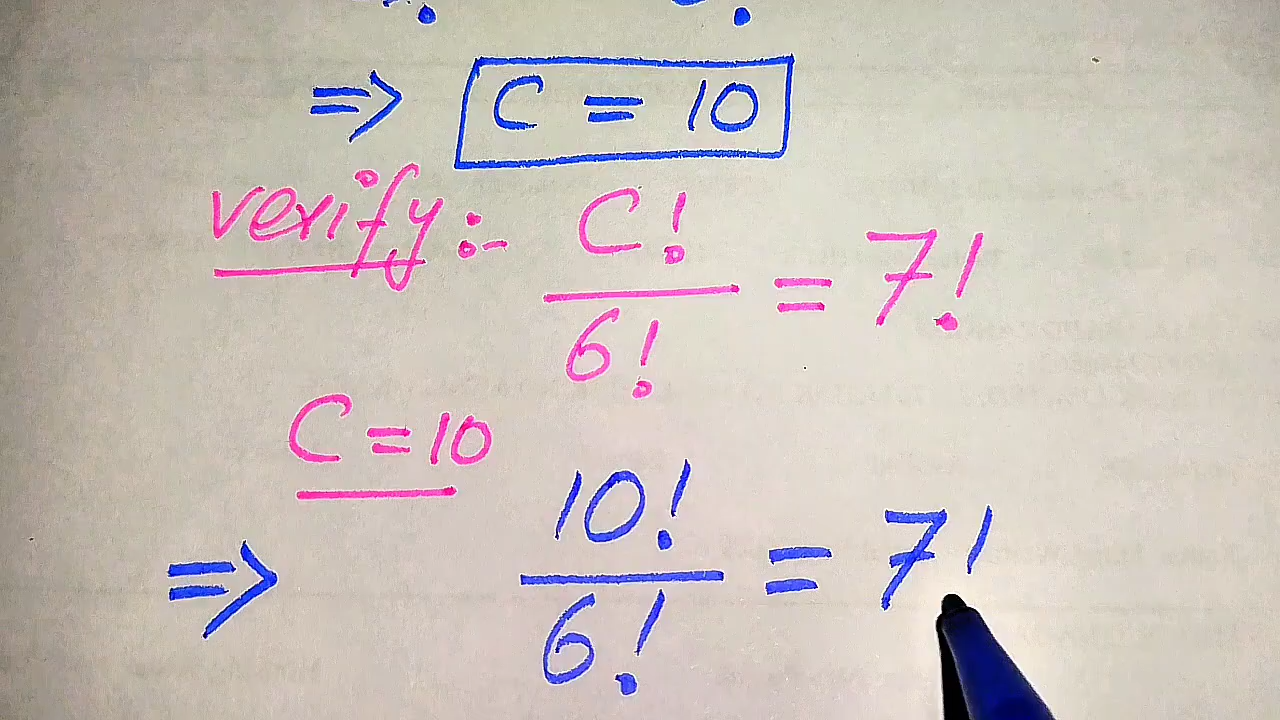 ⇒ C = 10
verify:- C!/6! = 7!
C = 10
⇒ 10!/6! = 7!